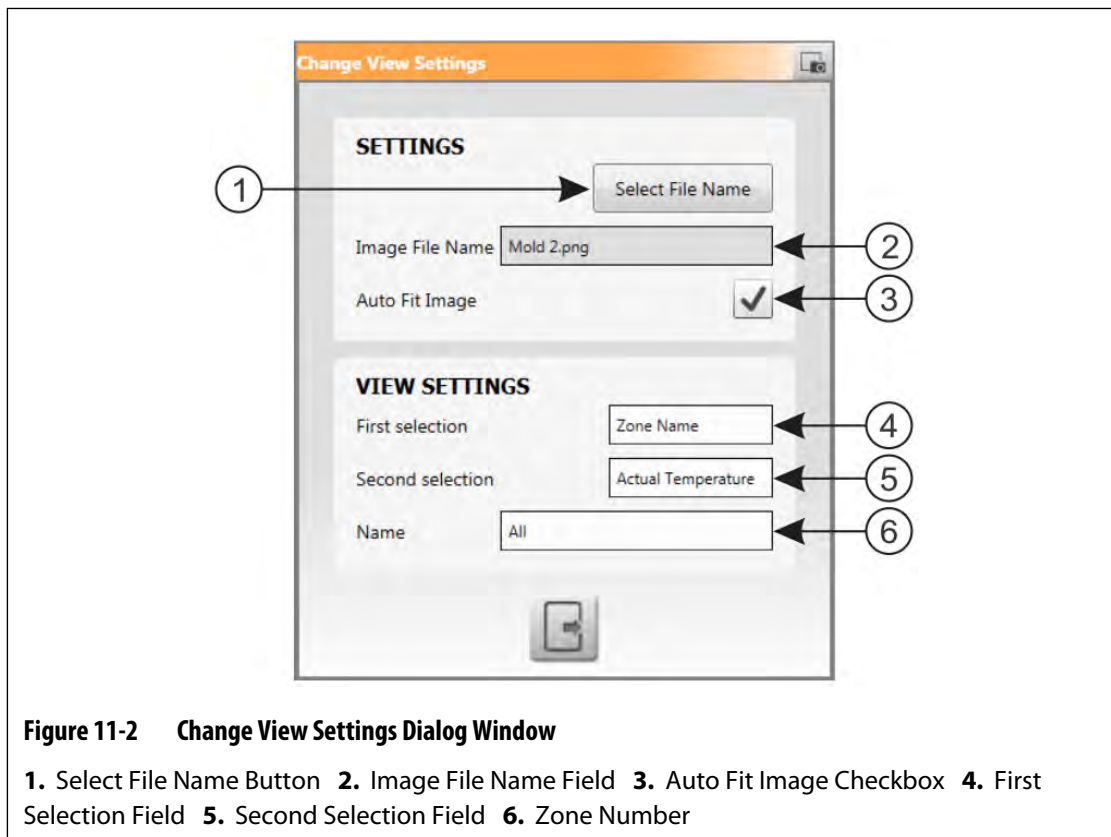 Change View Settings
SETTINGS
1
Select File Name
Image File Name Mold 2.png
2
Auto Fit Image
3
VIEW SETTINGS
First selection Zone Name
4
Second selection Actual Temperature
5
Name All
6
Figure 11-2 Change View Settings Dialog Window
1. Select File Name Button 2. Image File Name Field 3. Auto Fit Image Checkbox 4. First
Selection Field 5. Second Selection Field 6. Zone Number